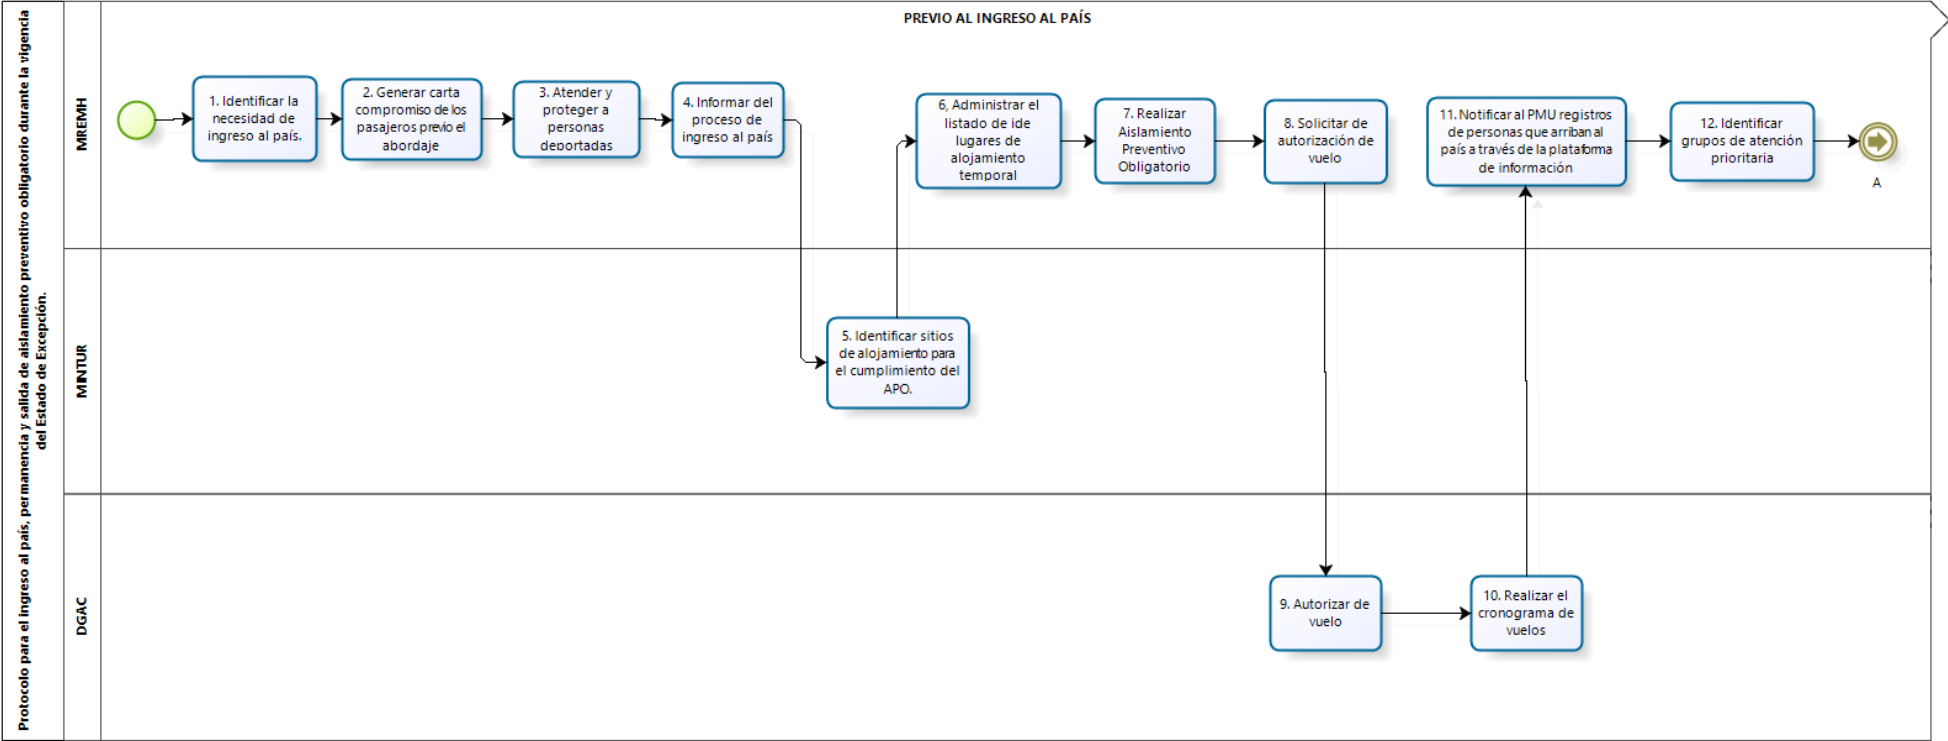 PREVIO AL INGRESO AL PAÍS
Protocolo para el ingreso al país, permanencia y salida de aislamiento preventivo obligatorio durante la vigencia
del Estado de Excepción.
MREMH
1. Identificar la
necesidad de
ingreso al país.
2. Generar carta
compromiso de los
pasajeros previo el
abordaje
3. Atender y
proteger a
personas
deportadas
4. Informar del
proceso de
ingreso al país
6, Administrar el
listado de ide
lugares de
alojamiento
temporal
7. Realizar
Aislamiento
Preventivo
Obligatorio
8. Solicitar de
autorización de
vuelo
11. Notificar al PMU registros
de personas que arriban al
país a través de la plataforma
de información
12. Identificar
grupos de atención
prioritaria
A
MINTUR
5. Identificar sitios
de alojamiento para
el cumplimiento del
APO.
DGAC
9. Autorizar de
vuelo
10. Realizar el
cronograma de
vuelos